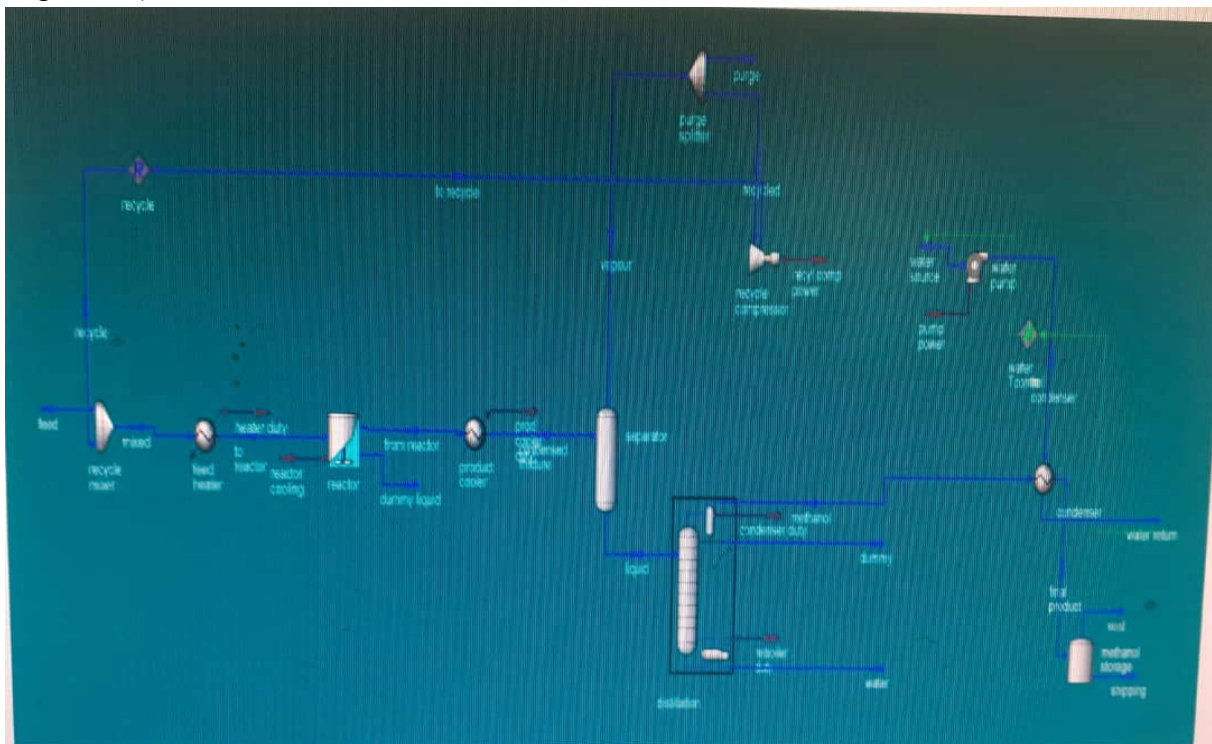 purge
purge
splitter
recycle
to recycle
recycled
vapour
recycle
compressor
recyl comp
power
water
source
water
pump
pump
power
water
condenser
recycle
feed
mixed
recycle
mixer
feed
heater
heater duty
to
reactor
reactor
cooling
reactor
from reactor
dummy liquid
product
cooler
prod
separator
liquid
methanol
condenser duty
dummy
reboiler
water
distillation
condenser
water return
final
product
vent
methanol
storage
shipping